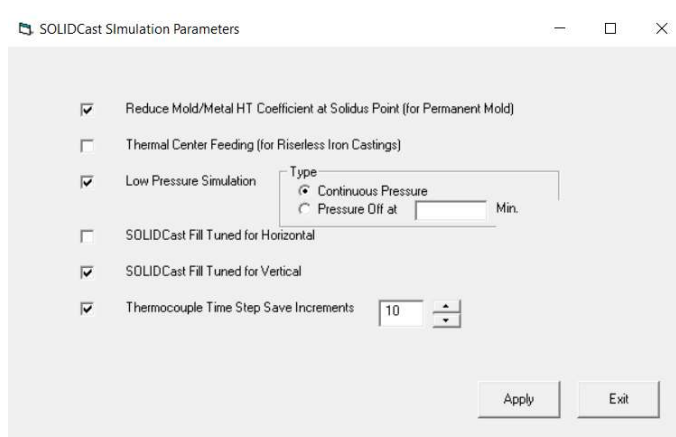 SOLIDCast SImulation Parameters
Reduce Mold/Metal HT Coefficient at Solidus Point (for Permanent Mold)
Thermal Center Feeding (for Riserless Iron Castings)
Low Pressure Simulation
Type
Continuous Pressure
Pressure Off at Min.
SOLIDCast Fill Tuned for Horizontal
SOLIDCast Fill Tuned for Vertical
Thermocouple Time Step Save Increments 10
Apply Exit